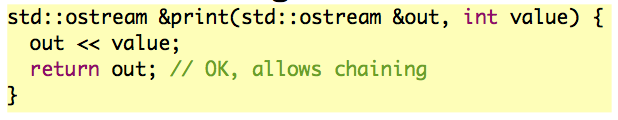 std::ostream &print(std::ostream &out, int value) {
  out << value;
  return out; // OK, allows chaining
}